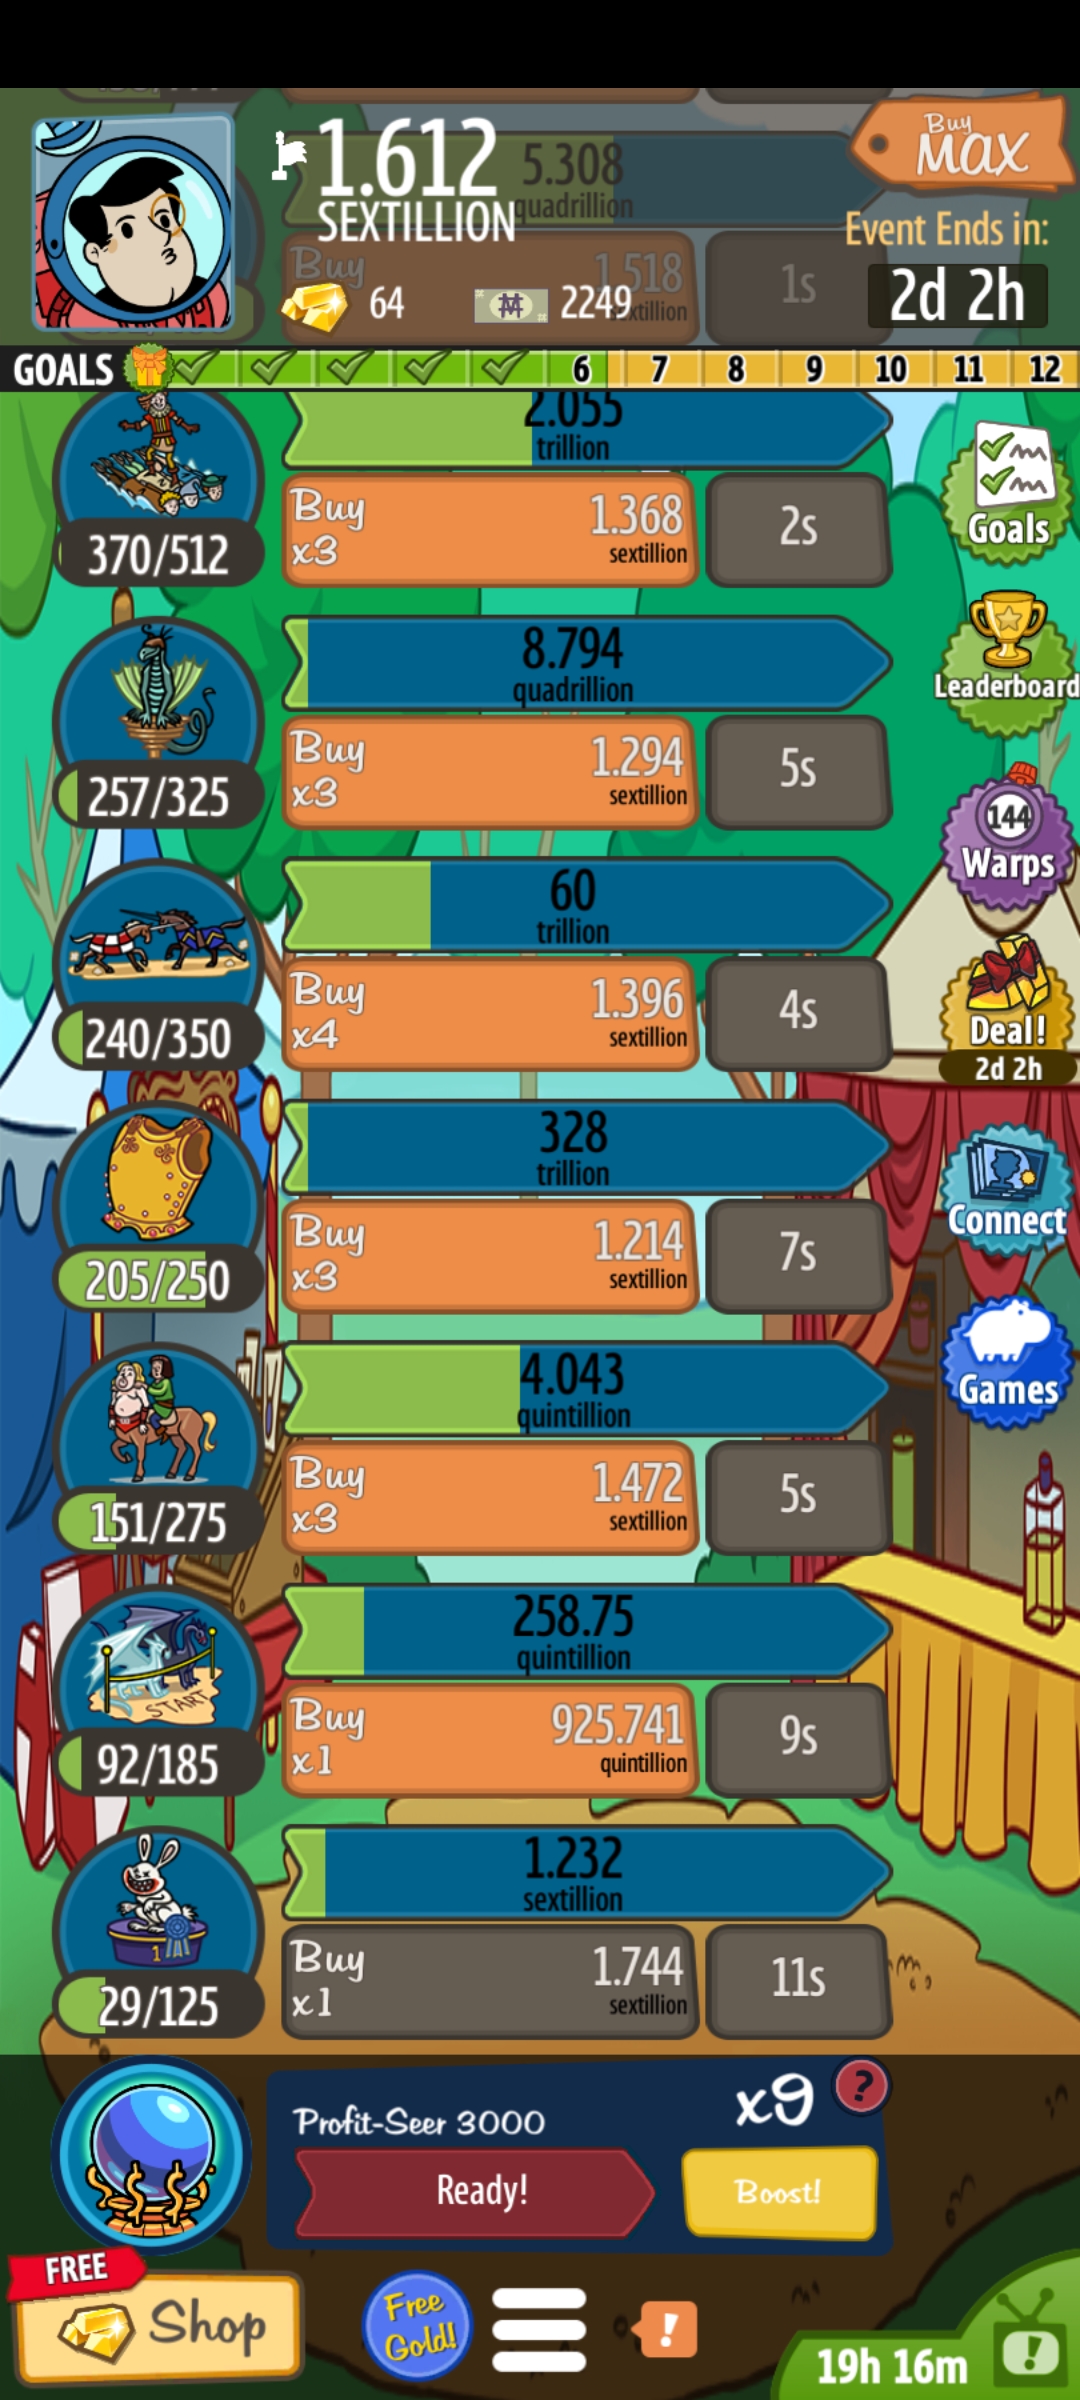 1.612
SEXTILLION
5.308
quadrillion
Buy
MAX
Event Ends in:
2d 2h
Buy
1.518
1s
64
2249
GOALS
6 7 8 9 10 11 12
2.055
trillion
370/512
Buy
x3
1.368
sextillion
2s
Goals
8.794
quadrillion
257/325
Buy
x3
1.294
sextillion
5s
Leaderboard
144
Warps
60
trillion
240/350
Buy
x4
1.396
sextillion
4s
Deal!
2d 2h
328
trillion
205/250
Buy
x3
1.214
sextillion
7s
Connect
4.043
quintillion
151/275
Buy
x3
1.472
sextillion
5s
Games
258.75
quintillion
START
92/185
Buy
x1
925.741
quintillion
9s
1.232
sextillion
1
29/125
Buy
x1
1.744
sextillion
11s
Profit-Seer 3000
x9
?
Ready!
Boost!
FREE
Shop
Free
Gold!
!
19h 16m
!